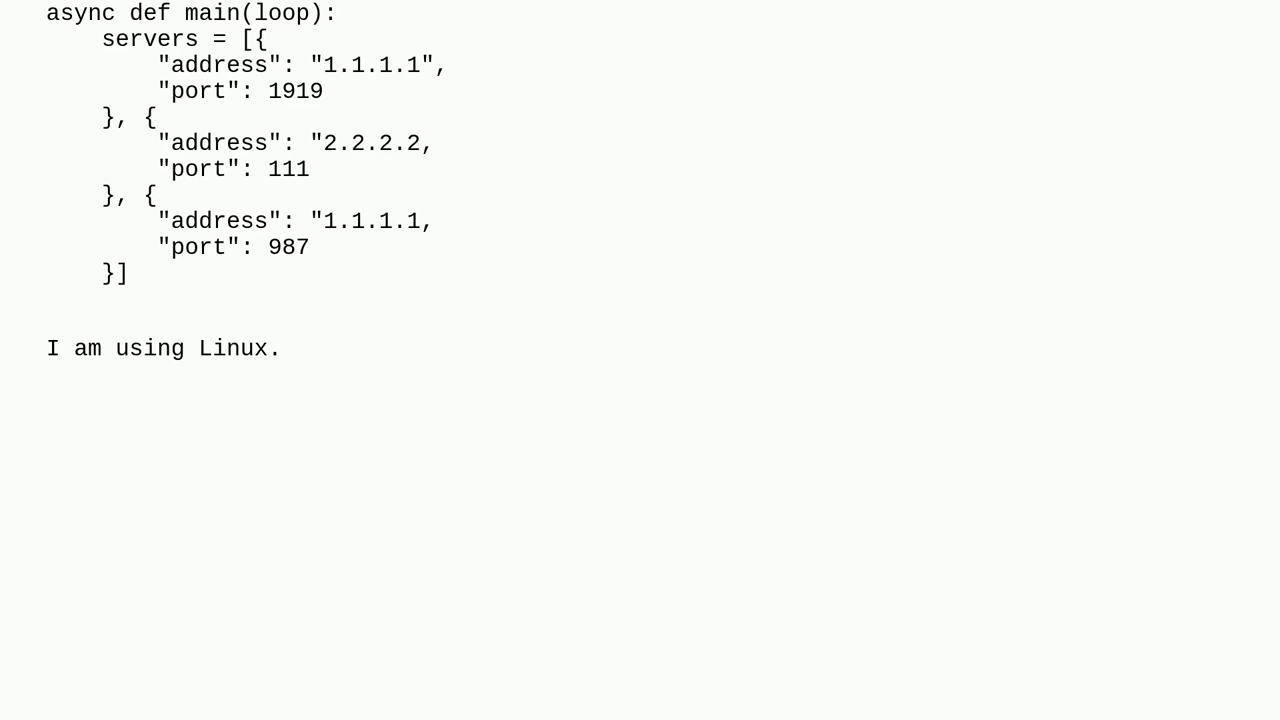 async def main(loop):
    servers = [{
        "address": "1.1.1.1",
        "port": 1919
    }, {
        "address": "2.2.2.2,
        "port": 111
    }, {
        "address": "1.1.1.1,
        "port": 987
    }]
I am using Linux.